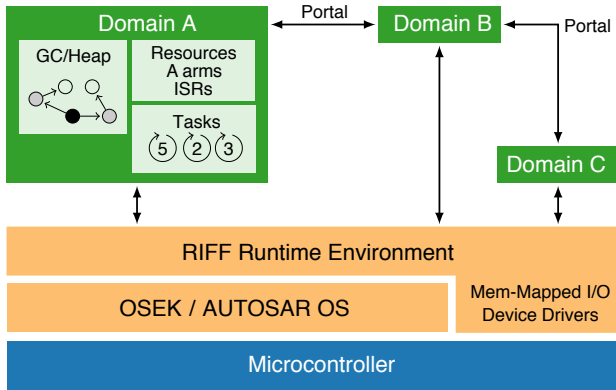 Domain A
Portal
Domain B
Portal
GC/Heap
Resources
A arms
ISRs
Tasks
5 2 3
Domain C
RIFF Runtime Environment
OSEK / AUTOSAR OS
Mem-Mapped I/O
Device Drivers
Microcontroller